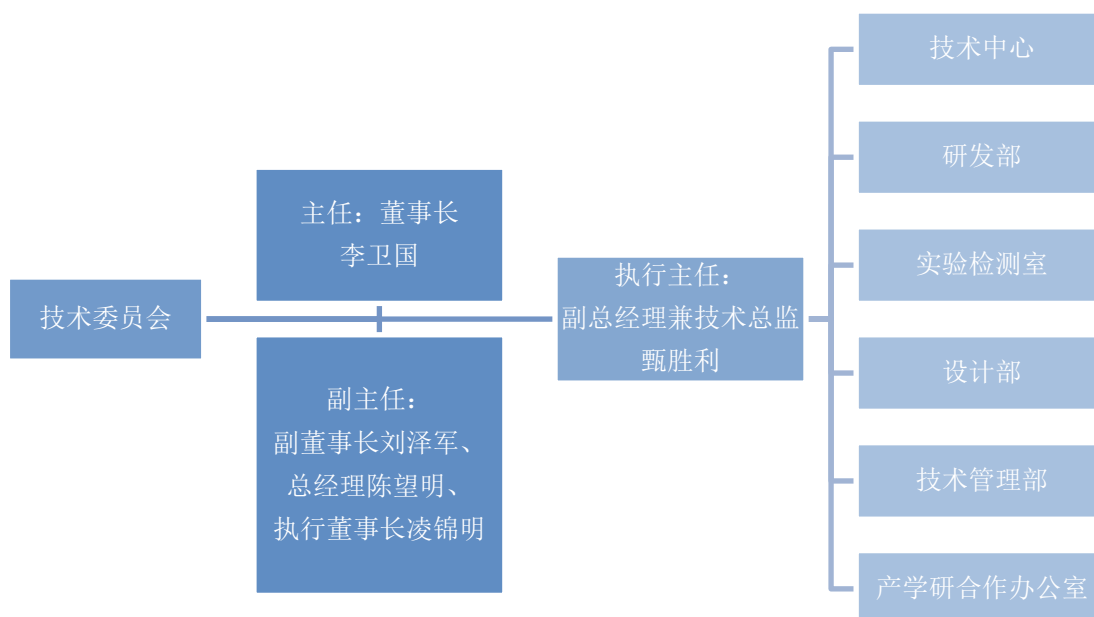 技术委员会
主任：董事长
李卫国
副主任：
副董事长刘泽军、
总经理陈望明、
执行董事长凌锦明
执行主任：
副总经理兼技术总监
甄胜利
技术中心
研发部
实验检测室
设计部
技术管理部
产学研合作办公室